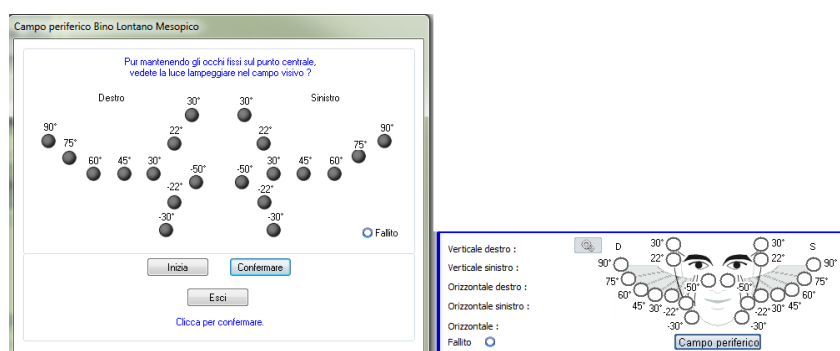 Campo periferico Bino Lontano Mesopico
Pur mantenendo gli occhi fissi sul punto centrale,
vedete la luce lampeggiare nel campo visivo ?
Destro
Sinistro
30° 30°
90° 22° 22° 90°
75° 75°
60° 45° 30° -50° -50° 30° 45° 60°
-22° -22°
-30° -30°
Fallito
Inizia Confermare
Esci
Clicca per confermare.
Verticale destro :
Verticale sinistro :
Orizzontale destro :
Orizzontale sinistro :
Orizzontale :
Fallito
D 30° 30° S
90° 22° 22° 90°
75° -50° -50° 75°
60° 60°
45° 30° -22° -22° 30° 45°
-30° -30°
Campo periferico